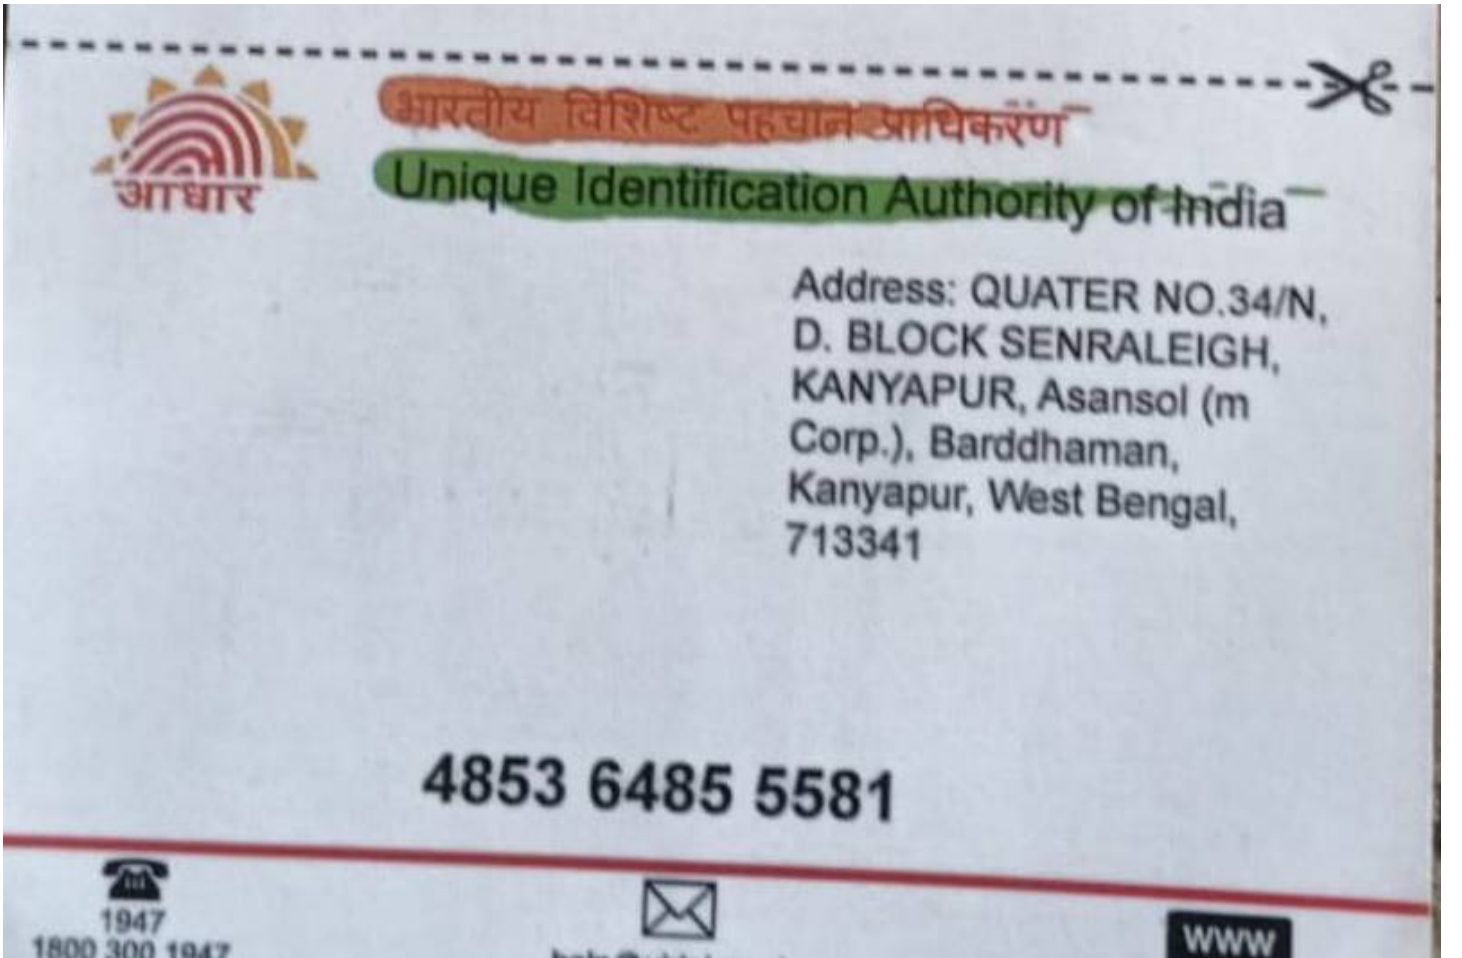 भारतीय विशिष्ट पहचान प्राधिकरण
Unique Identification Authority of India
आधार
Address: QUATER NO.34/N,
D. BLOCK SENRALEIGH,
KANYAPUR, Asansol (m
Corp.), Barddhaman,
Kanyapur, West Bengal,
713341
4853 6485 5581
1947
1800 300 1947
www